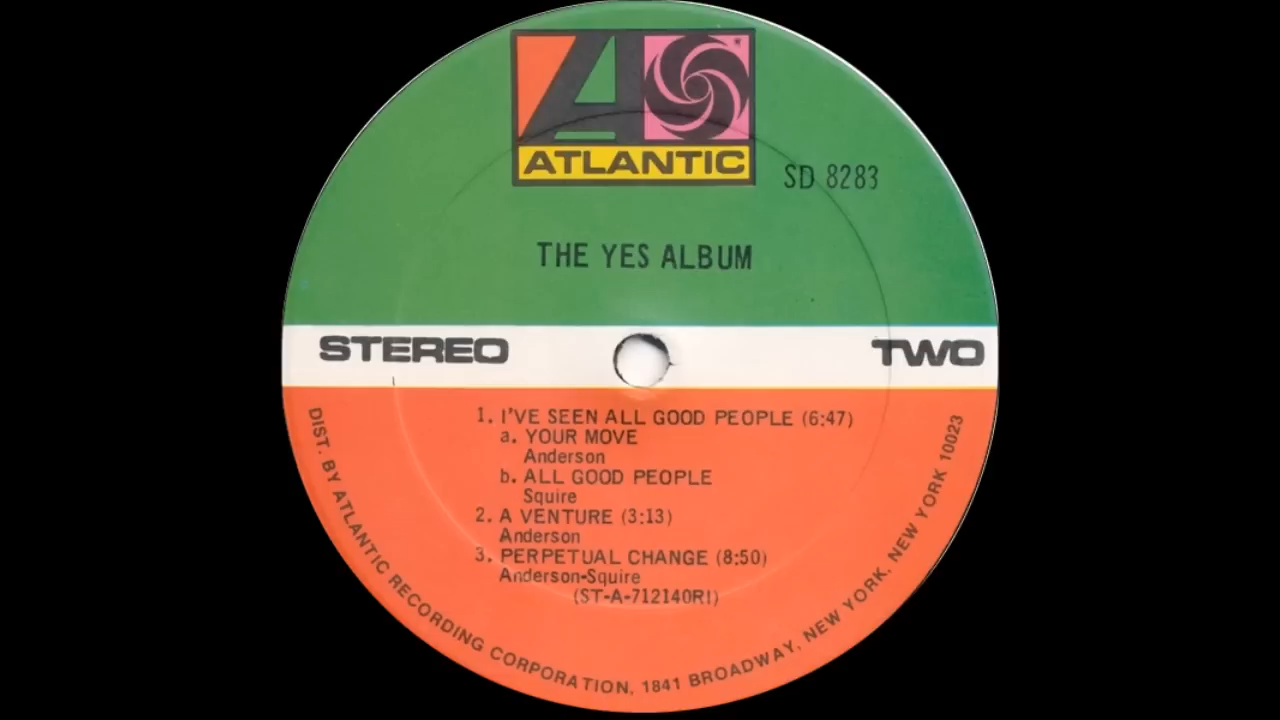 ATLANTIC
SD 8283
THE YES ALBUM
STEREO
TWO
1. I'VE SEEN ALL GOOD PEOPLE (6:47)
a. YOUR MOVE
Anderson
b. ALL GOOD PEOPLE
Squire
2. A VENTURE (3:13)
Anderson
3. PERPETUAL CHANGE (8:50)
Anderson-Squire
(ST-A-712140RI)
DIST. BY ATLANTIC RECORDING CORPORATION, 1841 BROADWAY, NEW YORK, NEW YORK 10023